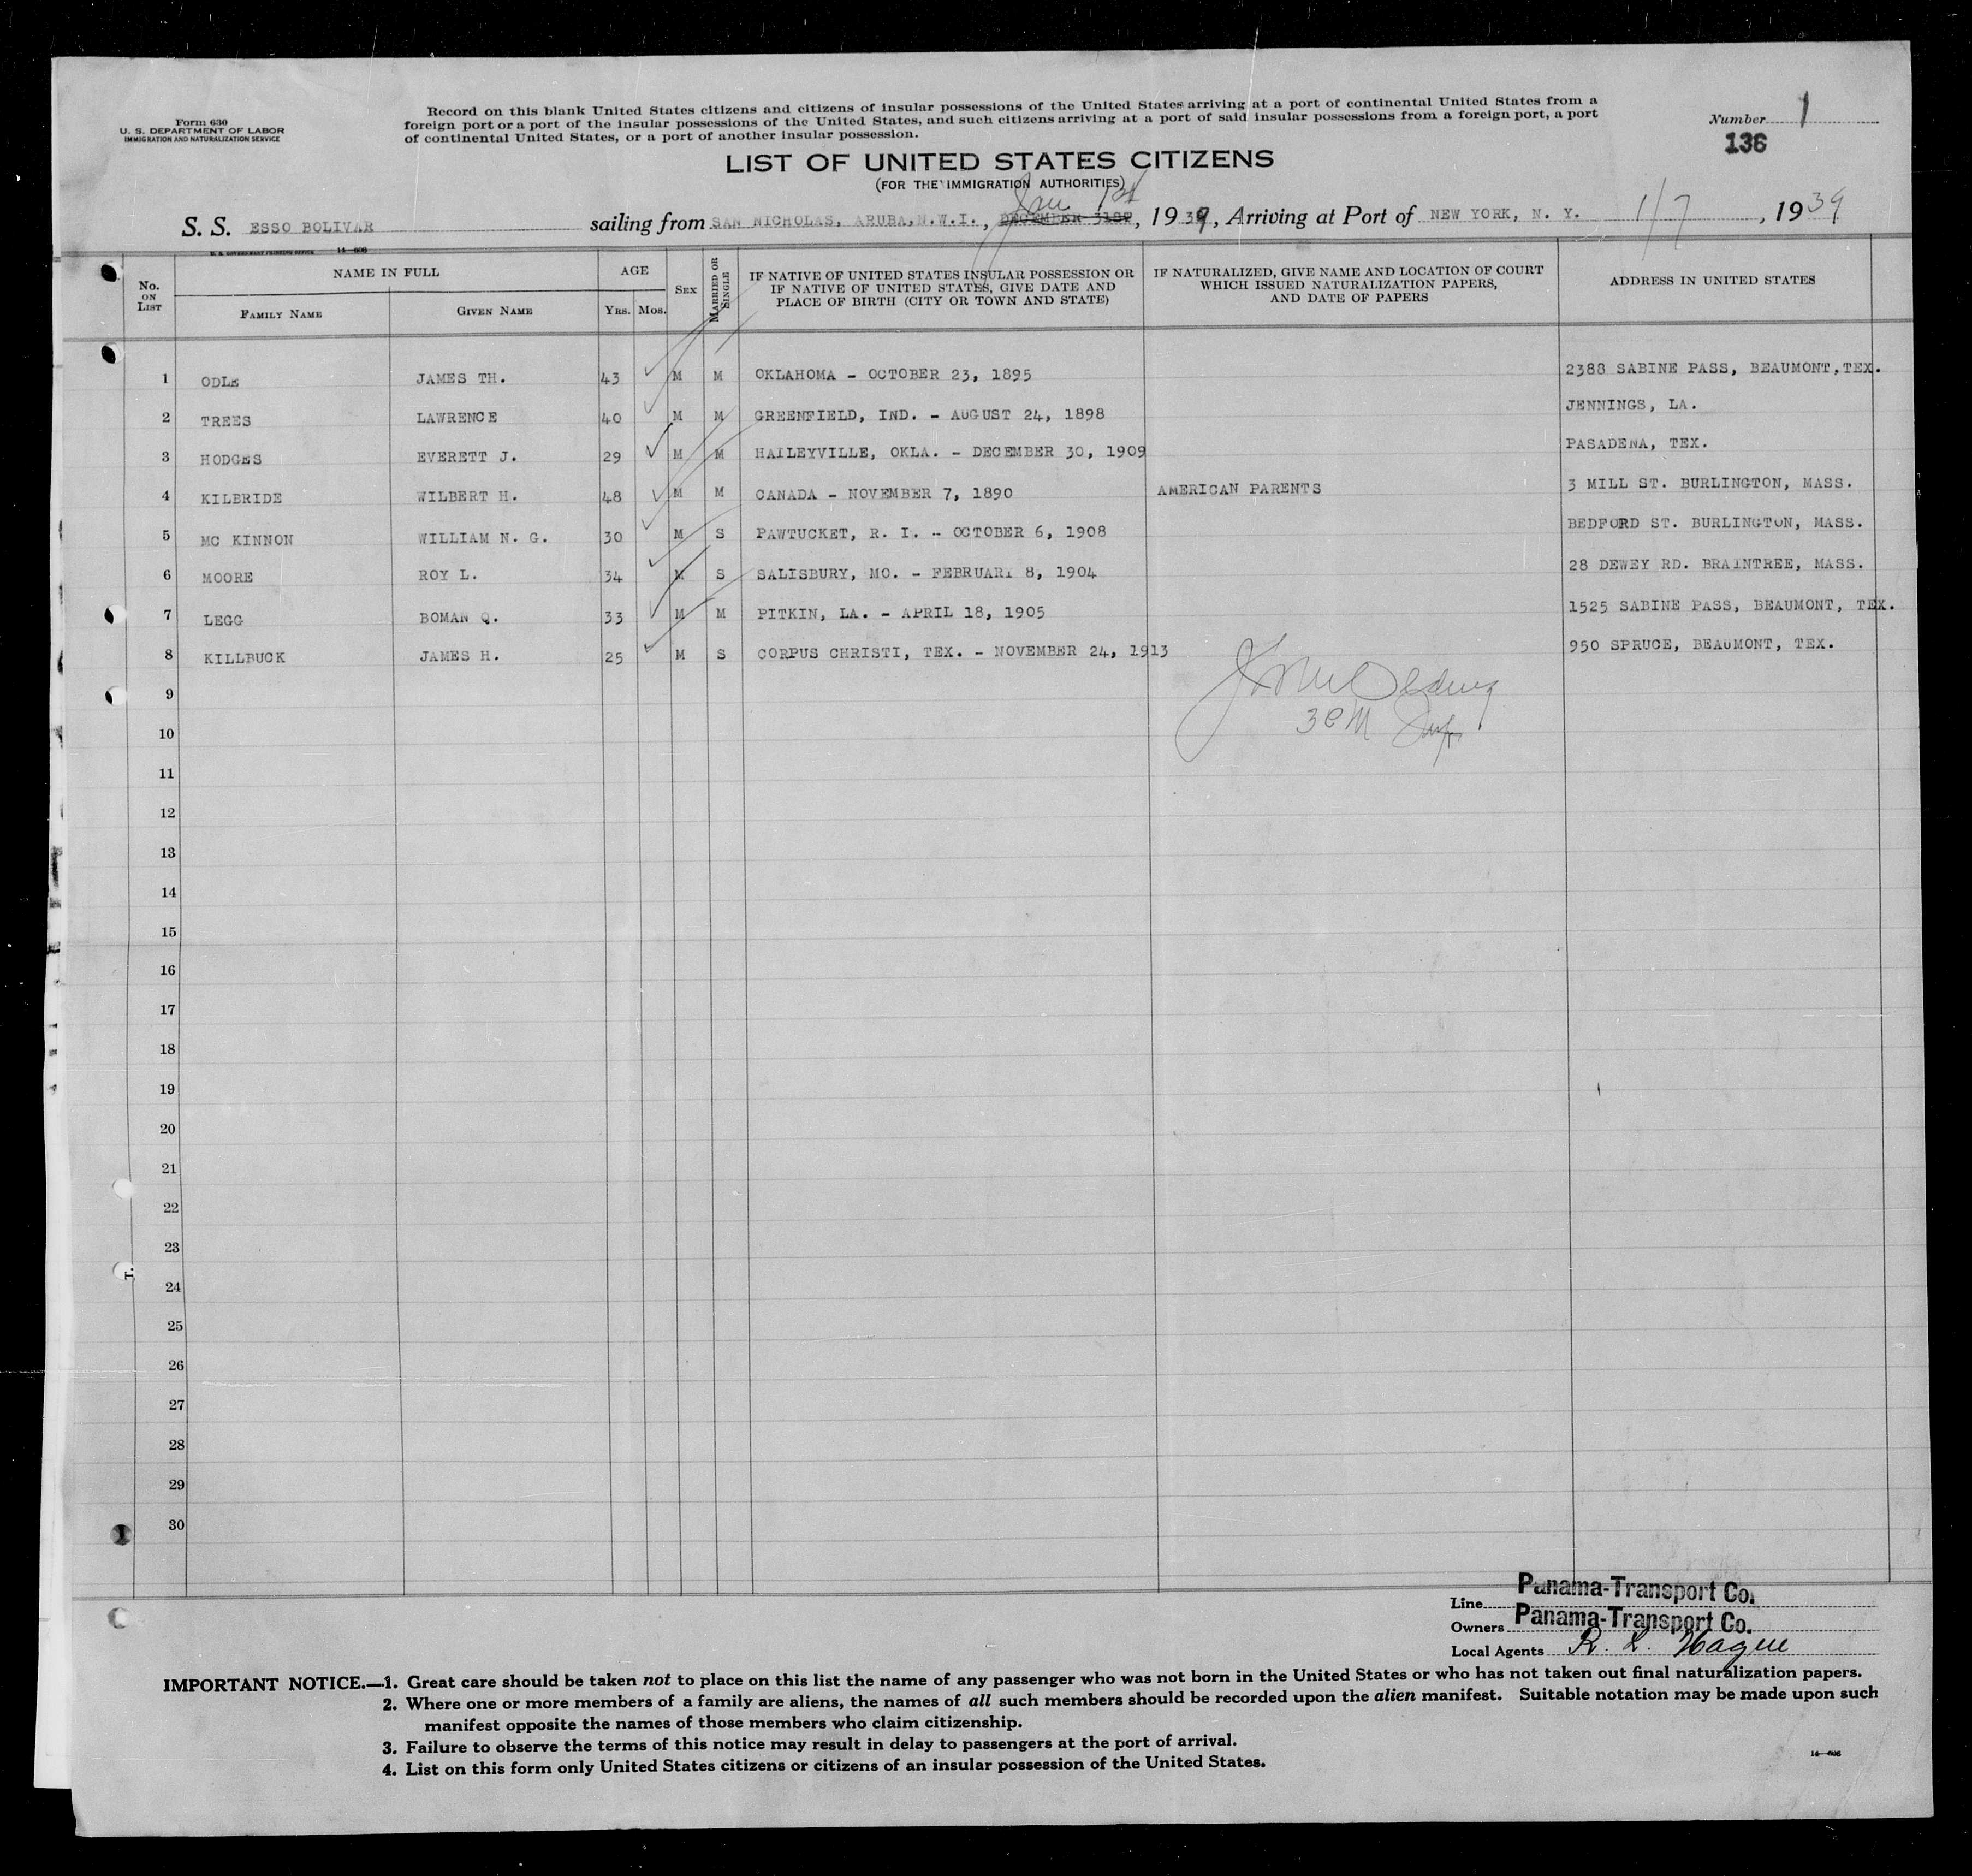 Form 630
U. S. DEPARTMENT OF LABOR
IMMIGRATION AND NATURALIZATION SERVICE
Record on this blank United States citizens and citizens of insular possessions of the United States arriving at a port of continental United States from a
foreign port or a port of the insular possessions of the United States, and such citizens arriving at a port of said insular possessions from a foreign port, a port
of continental United States, or a port of another insular possession.
Number 1
136
LIST OF UNITED STATES CITIZENS
(FOR THE IMMIGRATION AUTHORITIES)
Jan 1st
S. S. ESSO BOLIVAR sailing from SAN NICHOLAS, ARUBA, N.W.I., DECEMBER 31ST, 1939, Arriving at Port of NEW YORK, N. Y. 1/7, 1939
U. S. GOVERNMENT PRINTING OFFICE 14—606
No. ON LIST
NAME IN FULL
FAMILY NAME
GIVEN NAME
AGE
YRS. MOS.
SEX
MARRIED OR SINGLE
IF NATIVE OF UNITED STATES INSULAR POSSESSION OR
IF NATIVE OF UNITED STATES, GIVE DATE AND
PLACE OF BIRTH (CITY OR TOWN AND STATE)
IF NATURALIZED, GIVE NAME AND LOCATION OF COURT
WHICH ISSUED NATURALIZATION PAPERS,
AND DATE OF PAPERS
ADDRESS IN UNITED STATES
1 ODLE JAMES TH. 43 M M OKLAHOMA - OCTOBER 23, 1895 2388 SABINE PASS, BEAUMONT, TEX.
2 TREES LAWRENCE 40 M M GREENFIELD, IND. - AUGUST 24, 1898 JENNINGS, LA.
3 HODGES EVERETT J. 29 M M HAILEYVILLE, OKLA. - DECEMBER 30, 1909 PASADENA, TEX.
4 KILBRIDE WILBERT H. 48 M M CANADA - NOVEMBER 7, 1890 AMERICAN PARENTS 3 MILL ST. BURLINGTON, MASS.
5 MC KINNON WILLIAM N. G. 30 M S PAWTUCKET, R. I. - OCTOBER 6, 1908 BEDFORD ST. BURLINGTON, MASS.
6 MOORE ROY L. 34 M S SALISBURY, MO. - FEBRUARY 8, 1904 28 DEWEY RD. BRAINTREE, MASS.
7 LEGG BOMAN Q. 33 M M PITKIN, LA. - APRIL 18, 1905 1525 SABINE PASS, BEAUMONT, TEX.
8 KILLBUCK JAMES H. 25 M S CORPUS CHRISTI, TEX. - NOVEMBER 24, 1913 950 SPRUCE, BEAUMONT, TEX.
9
10
11
12
13
14
15
16
17
18
19
20
21
22
23
T.
24
25
26
27
28
29
30
Line Panama-Transport Co.
Owners Panama-Transport Co.
Local Agents R. L. Hague
IMPORTANT NOTICE.—1. Great care should be taken not to place on this list the name of any passenger who was not born in the United States or who has not taken out final naturalization papers.
2. Where one or more members of a family are aliens, the names of all such members should be recorded upon the alien manifest. Suitable notation may be made upon such
manifest opposite the names of those members who claim citizenship.
3. Failure to observe the terms of this notice may result in delay to passengers at the port of arrival.
4. List on this form only United States citizens or citizens of an insular possession of the United States.
14—606